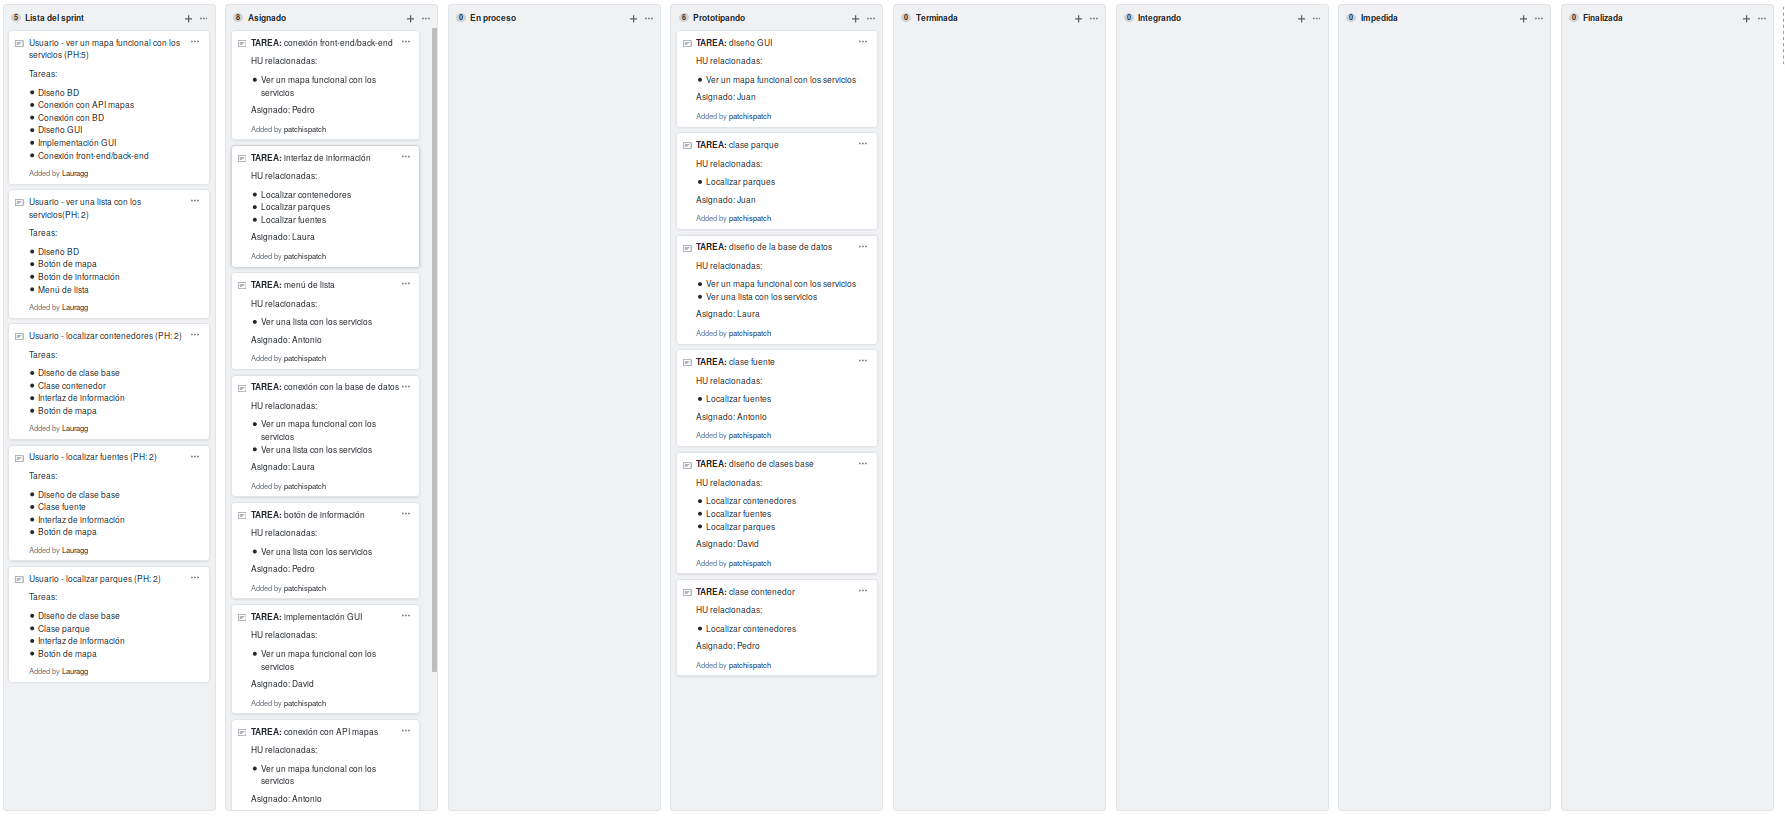 5 Lista del sprint
Usuario - ver un mapa funcional con los
servicios (PH:5)
Tareas:
Diseño BD
Conexión con API mapas
Conexión con BD
Diseño GUI
Implementación GUI
Conexión front-end/back-end
Added by Lauragg
Usuario - ver una lista con los
servicios(PH: 2)
Tareas:
Diseño BD
Botón de mapa
Botón de información
Menú de lista
Added by Lauragg
Usuario - localizar contenedores (PH: 2)
Tareas:
Diseño de clase base
Clase contenedor
Interfaz de información
Botón de mapa
Added by Lauragg
Usuario - localizar fuentes (PH: 2)
Tareas:
Diseño de clase base
Clase fuente
Interfaz de información
Botón de mapa
Added by Lauragg
Usuario - localizar parques (PH: 2)
Tareas:
Diseño de clase base
Clase parque
Interfaz de información
Botón de mapa
Added by Lauragg
8 Asignado
TAREA: conexión front-end/back-end
HU relacionadas:
Ver un mapa funcional con los
servicios
Asignado: Pedro
Added by patchispatch
TAREA: interfaz de información
HU relacionadas:
Localizar contenedores
Localizar parques
Localizar fuentes
Asignado: Laura
Added by patchispatch
TAREA: menú de lista
HU relacionadas:
Ver una lista con los servicios
Asignado: Antonio
Added by patchispatch
TAREA: conexión con la base de datos
HU relacionadas:
Ver un mapa funcional con los
servicios
Ver una lista con los servicios
Asignado: Laura
Added by patchispatch
TAREA: botón de información
HU relacionadas:
Ver una lista con los servicios
Asignado: Pedro
Added by patchispatch
TAREA: implementación GUI
HU relacionadas:
Ver un mapa funcional con los
servicios
Asignado: David
Added by patchispatch
TAREA: conexión con API mapas
HU relacionadas:
Ver un mapa funcional con los
servicios
Asignado: Antonio
0 En proceso
6 Prototipando
TAREA: diseño GUI
HU relacionadas:
Ver un mapa funcional con los servicios
Asignado: Juan
Added by patchispatch
TAREA: clase parque
HU relacionadas:
Localizar parques
Asignado: Juan
Added by patchispatch
TAREA: diseño de la base de datos
HU relacionadas:
Ver un mapa funcional con los servicios
Ver una lista con los servicios
Asignado: Laura
Added by patchispatch
TAREA: clase fuente
HU relacionadas:
Localizar fuentes
Asignado: Antonio
Added by patchispatch
TAREA: diseño de clases base
HU relacionadas:
Localizar contenedores
Localizar fuentes
Localizar parques
Asignado: David
Added by patchispatch
TAREA: clase contenedor
HU relacionadas:
Localizar contenedores
Asignado: Pedro
Added by patchispatch
0 Terminada
0 Integrando
0 Impedida
0 Finalizada